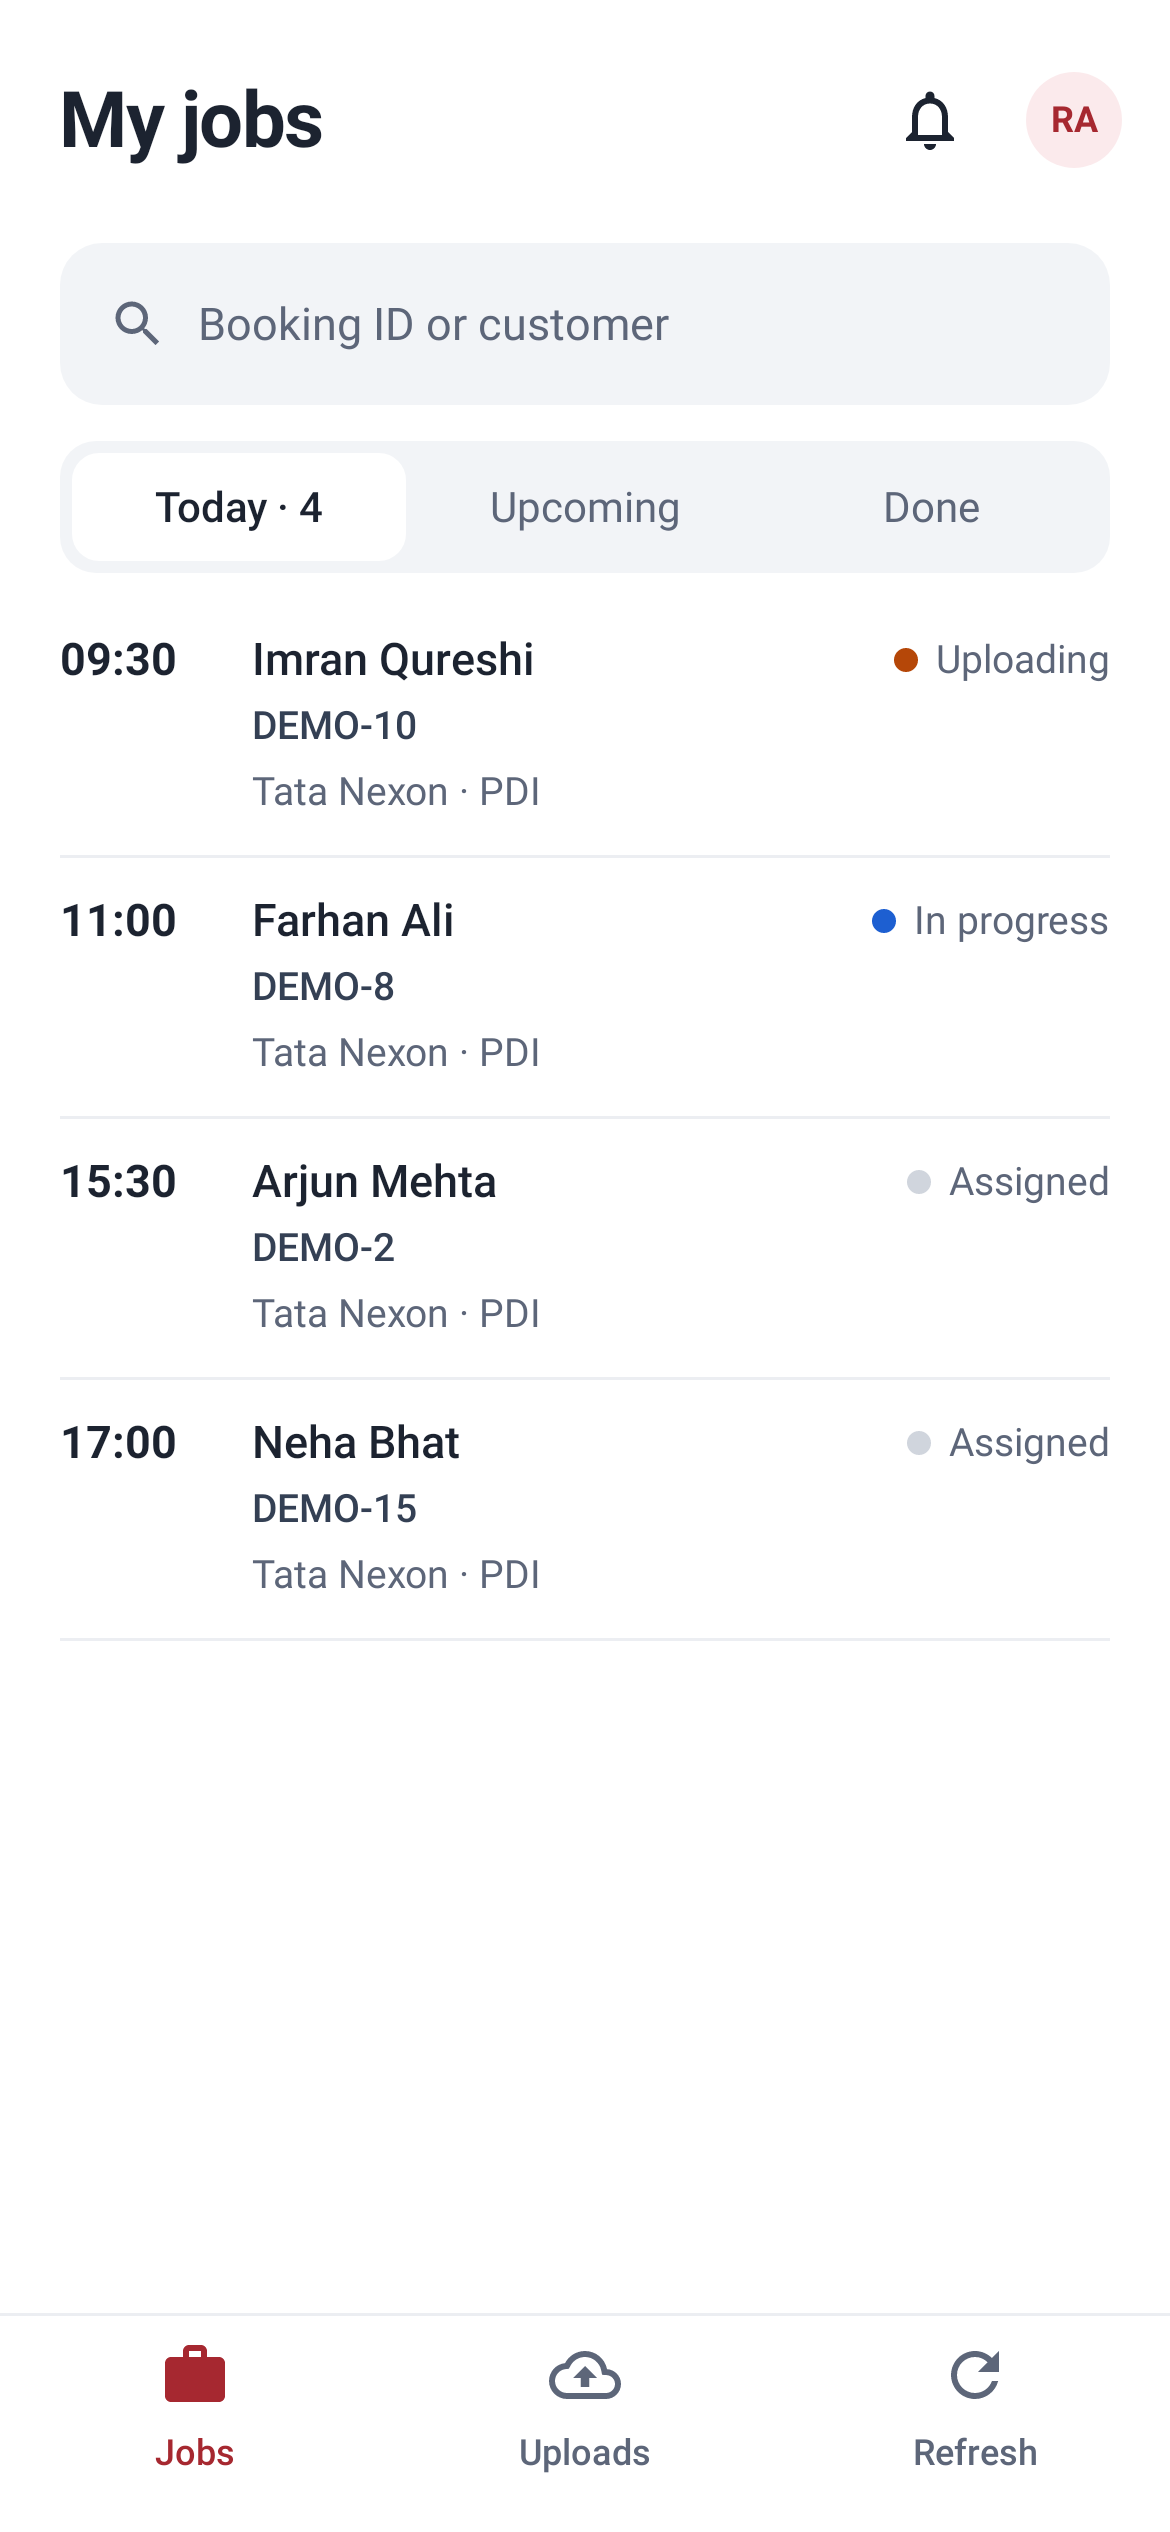 My jobs
RA
Booking ID or customer
Today · 4
Upcoming
Done
09:30
Imran Qureshi
Uploading
DEMO-10
Tata Nexon · PDI
11:00
Farhan Ali
In progress
DEMO-8
Tata Nexon · PDI
15:30
Arjun Mehta
Assigned
DEMO-2
Tata Nexon · PDI
17:00
Neha Bhat
Assigned
DEMO-15
Tata Nexon · PDI
Jobs
Uploads
Refresh